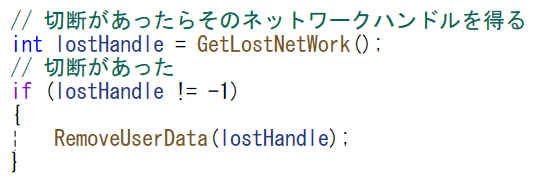 // 切断があったらそのネットワークハンドルを得る
int lostHandle = GetLostNetWork();
// 切断があった
if (lostHandle != -1)
{
    RemoveUserData(lostHandle);
}